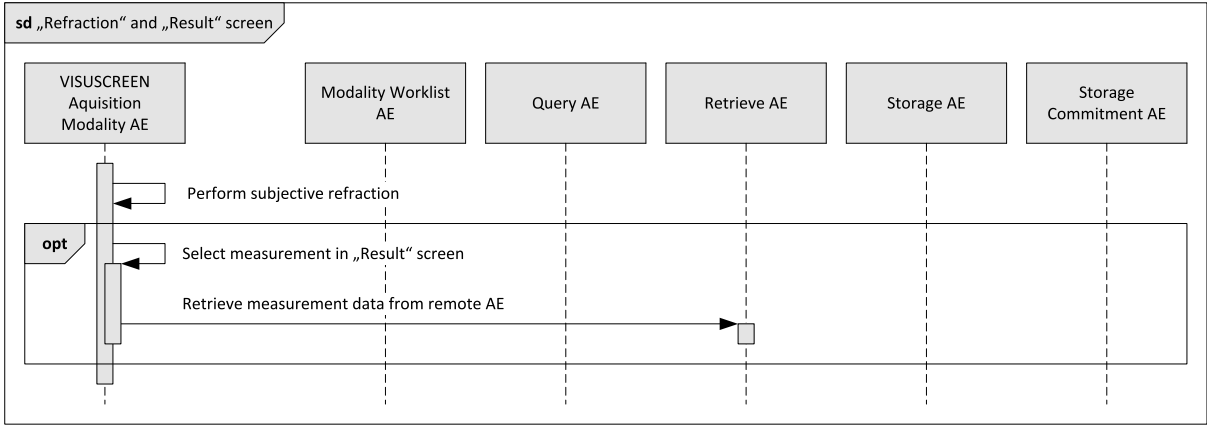 sd „Refraction“ and „Result“ screen
VISUSCREEN
Aquisition
Modality AE
Modality Worklist
AE
Query AE
Retrieve AE
Storage AE
Storage
Commitment AE
Perform subjective refraction
opt
Select measurement in „Result“ screen
Retrieve measurement data from remote AE